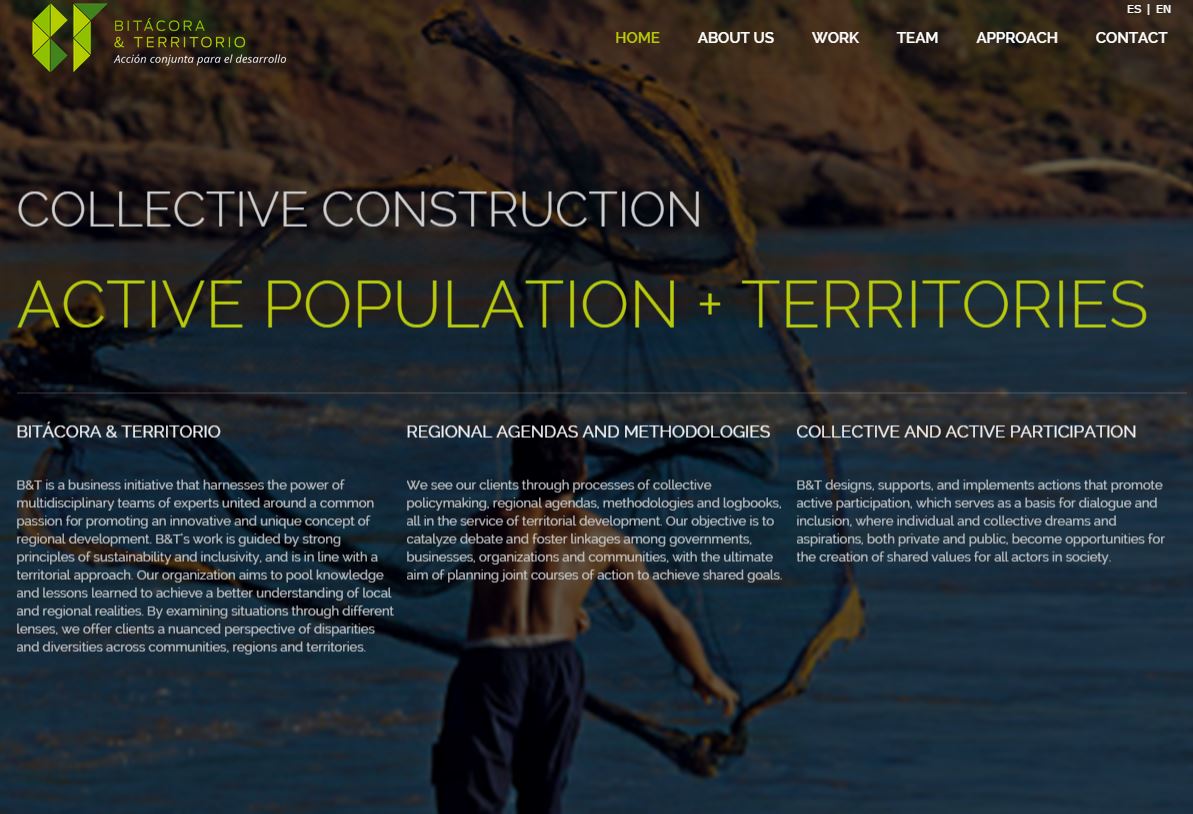 ES | EN
BITÁCORA
& TERRITORIO
Acción conjunta para el desarrollo
HOME ABOUT US WORK TEAM APPROACH CONTACT
COLLECTIVE CONSTRUCTION
ACTIVE POPULATION + TERRITORIES
BITÁCORA & TERRITORIO
B&T is a business initiative that harnesses the power of
multidisciplinary teams of experts united around a common
passion for promoting an innovative and unique concept of
regional development. B&T's work is guided by strong
principles of sustainability and inclusivity, and is in line with a
territorial approach. Our organization aims to pool knowledge
and lessons learned to achieve a better understanding of local
and regional realities. By examining situations through different
lenses, we offer clients a nuanced perspective of disparities
and diversities across communities, regions and territories.
REGIONAL AGENDAS AND METHODOLOGIES
We see our clients through processes of collective
policymaking, regional agendas, methodologies and logbooks,
all in the service of territorial development. Our objective is to
catalyze debate and foster linkages among governments,
businesses, organizations and communities, with the ultimate
aim of planning joint courses of action to achieve shared goals.
COLLECTIVE AND ACTIVE PARTICIPATION
B&T designs, supports, and implements actions that promote
active participation, which serves as a basis for dialogue and
inclusion, where individual and collective dreams and
aspirations, both private and public, become opportunities for
the creation of shared values for all actors in society.